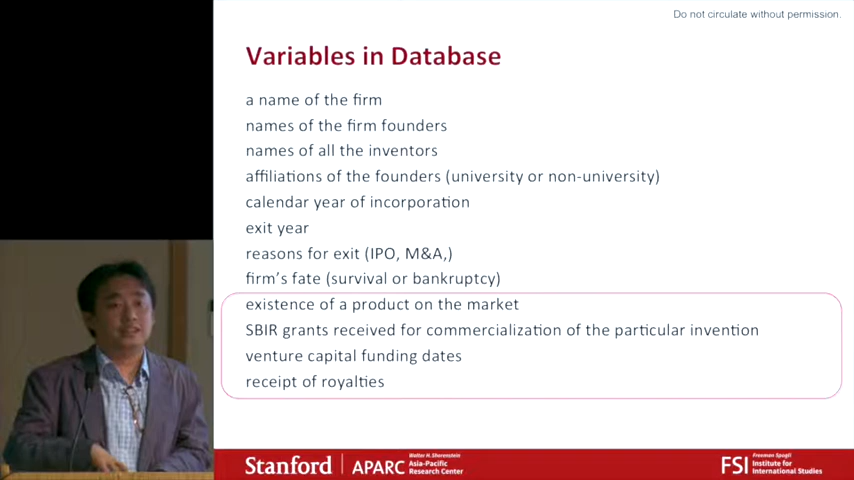 Do not circulate without permission.
Variables in Database
a name of the firm
names of the firm founders
names of all the inventors
affiliations of the founders (university or non-university)
calendar year of incorporation
exit year
reasons for exit (IPO, M&A,)
firm's fate (survival or bankruptcy)
existence of a product on the market
SBIR grants received for commercialization of the particular invention
venture capital funding dates
receipt of royalties
Stanford
APARC
Walter H. Shorenstein
Asia-Pacific
Research Center
FSI
Freeman Spogli
Institute for
International Studies